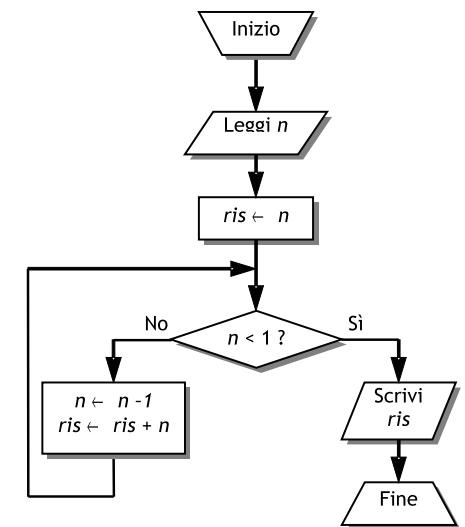 Inizio
Leggi n
ris ← n
n < 1 ?
No
Sì
n ← n -1
ris ← ris + n
Scrivi
ris
Fine